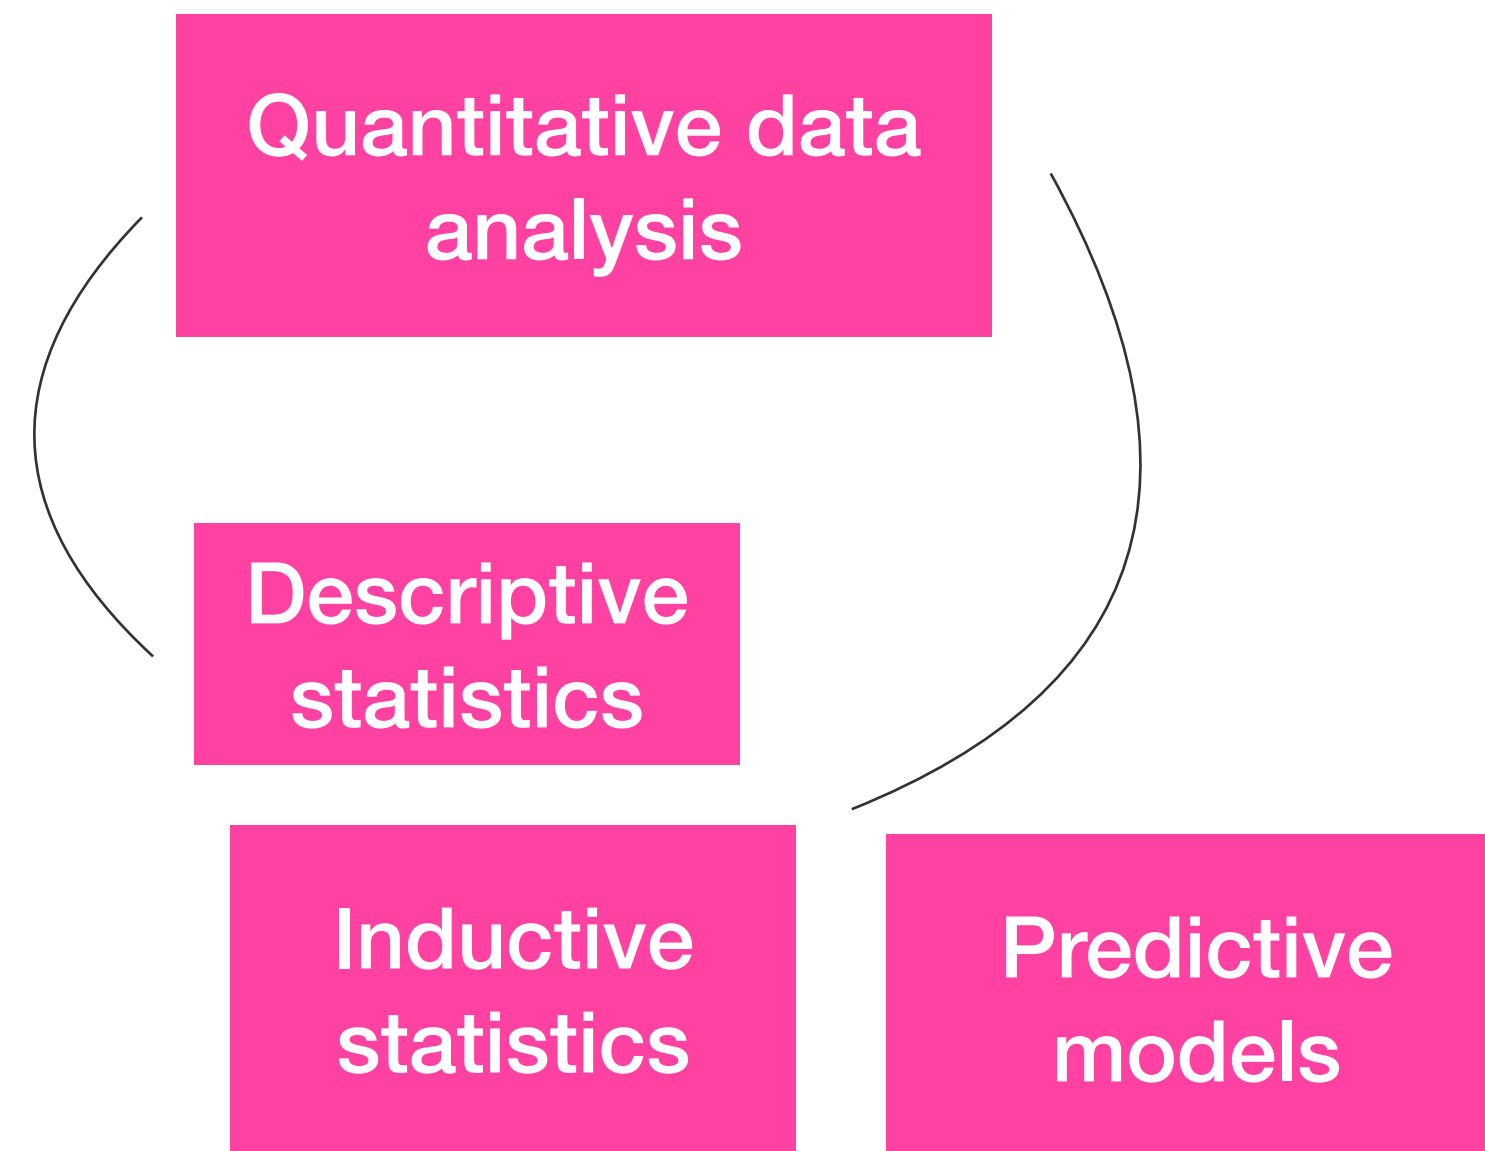 Quantitative data
analysis
Descriptive
statistics
Inductive
statistics
Predictive
models